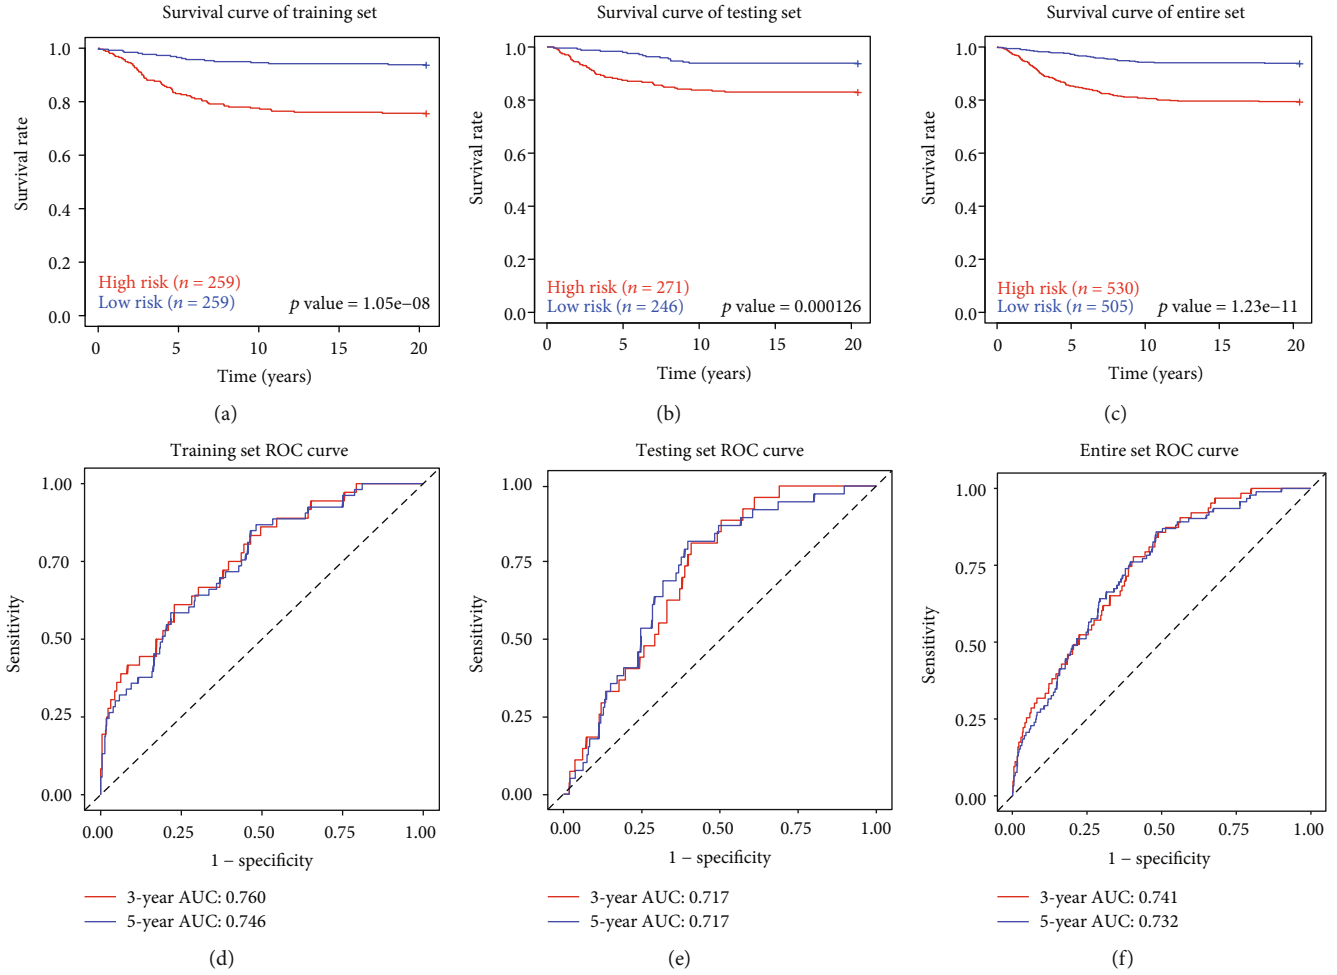 Survival curve of training set
Survival rate
1.0
0.8
0.6
0.4
0.2
0.0
High risk (n = 259)
Low risk (n = 259)
p value = 1.05e−08
0 5 10 15 20
Time (years)
(a)
Survival curve of testing set
Survival rate
1.0
0.8
0.6
0.4
0.2
0.0
High risk (n = 271)
Low risk (n = 246)
p value = 0.000126
0 5 10 15 20
Time (years)
(b)
Survival curve of entire set
Survival rate
1.0
0.8
0.6
0.4
0.2
0.0
High risk (n = 530)
Low risk (n = 505)
p value = 1.23e−11
0 5 10 15 20
Time (years)
(c)
Training set ROC curve
Sensitivity
1.00
0.70
0.50
0.25
0.00
0.00 0.25 0.50 0.75 1.00
1 − specificity
3-year AUC: 0.760
5-year AUC: 0.746
(d)
Testing set ROC curve
Sensitivity
1.00
0.75
0.50
0.25
0.00
0.00 0.25 0.50 0.75 1.00
1 − specificity
3-year AUC: 0.717
5-year AUC: 0.717
(e)
Entire set ROC curve
Sensitivity
1.00
0.75
0.50
0.25
0.00
0.00 0.25 0.50 0.75 1.00
1 − specificity
3-year AUC: 0.741
5-year AUC: 0.732
(f)